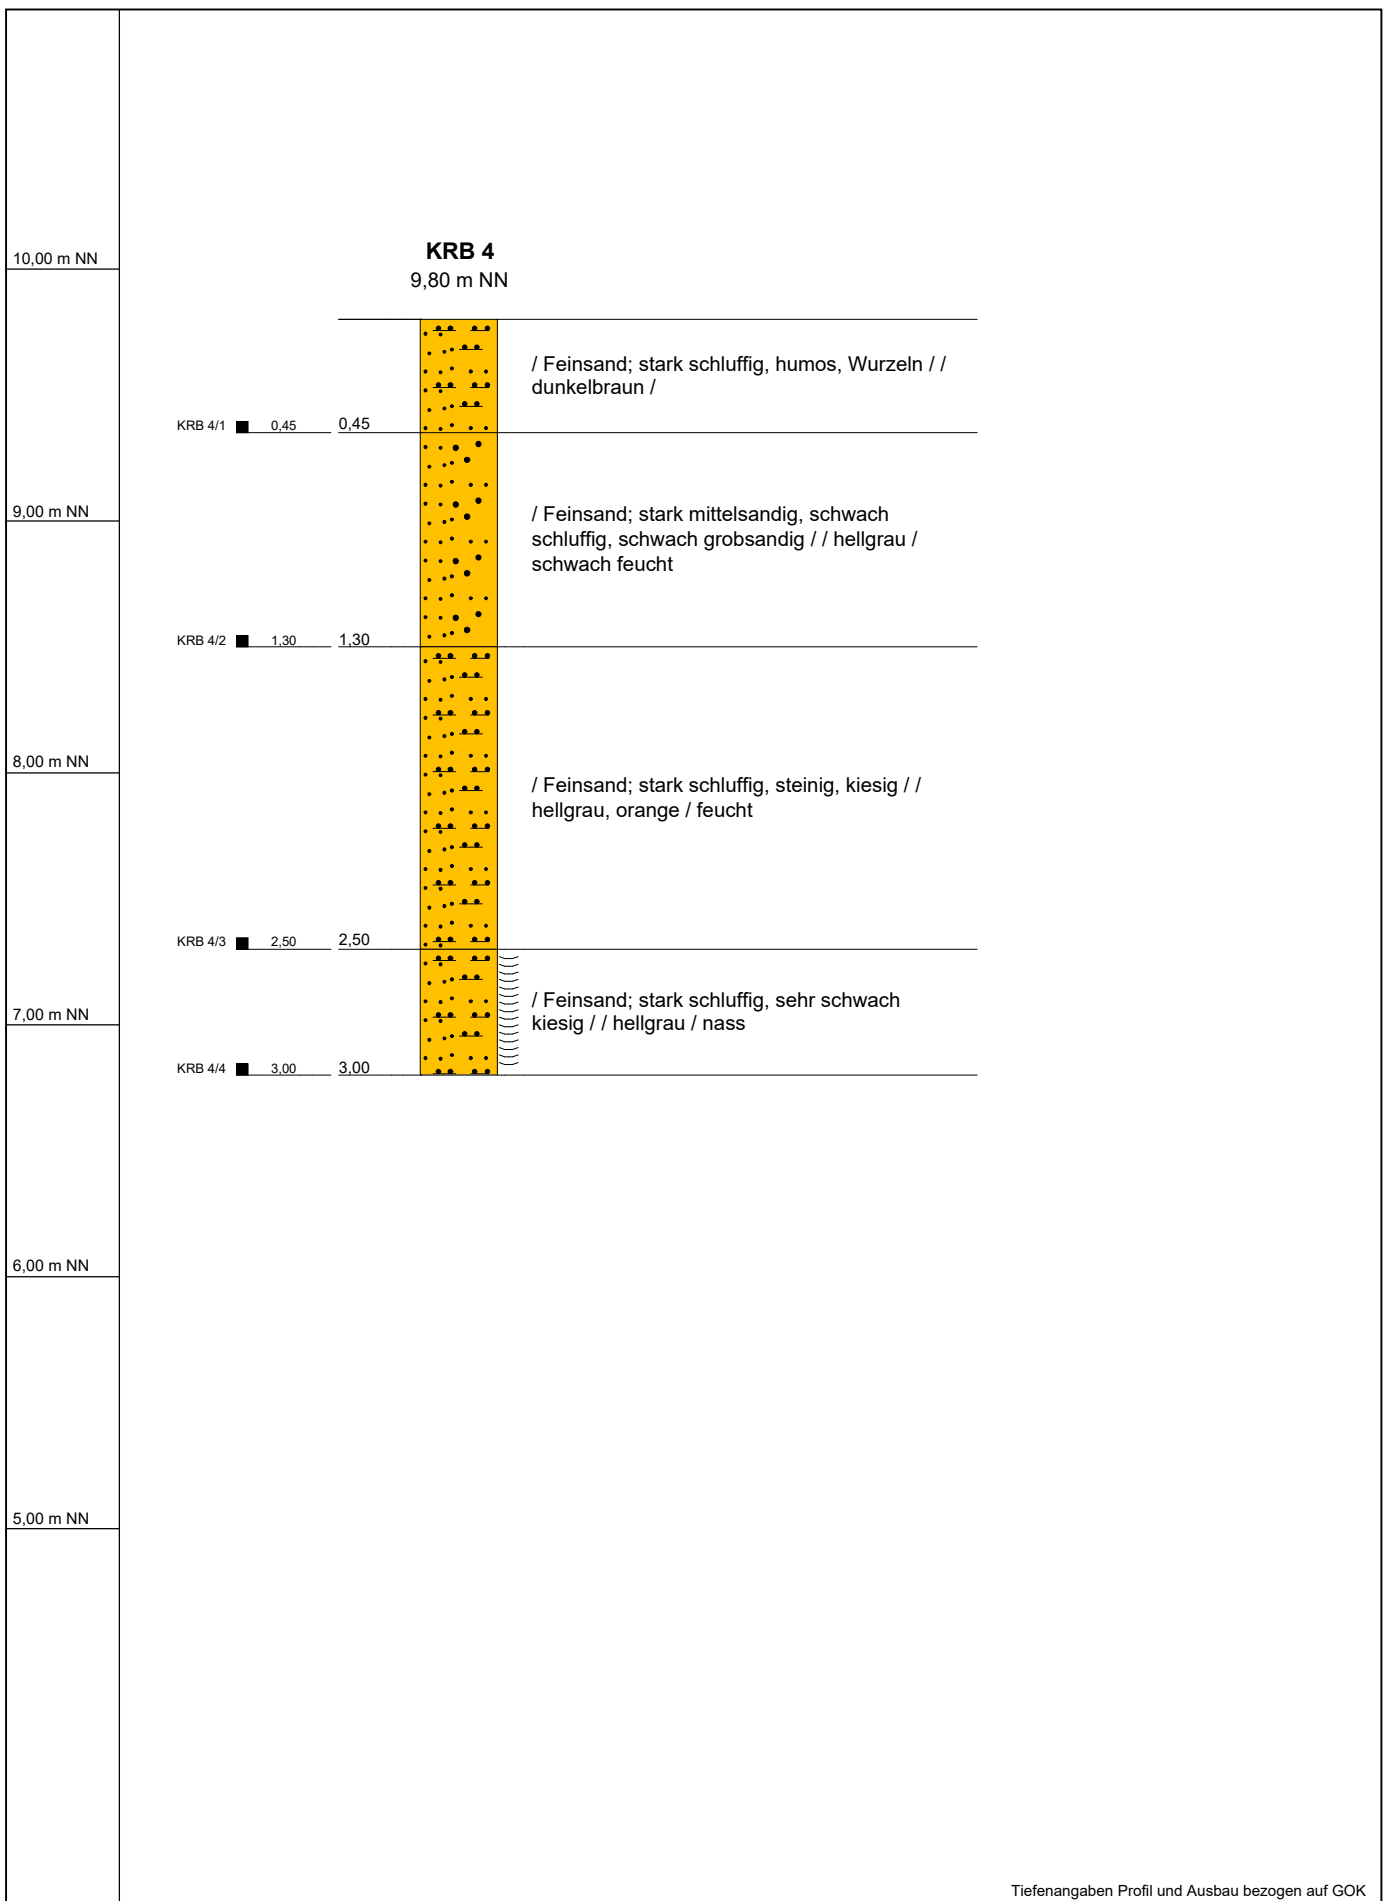 KRB 4
9,80 m NN
10,00 m NN
/ Feinsand; stark schluffig, humos, Wurzeln / /
dunkelbraun /
KRB 4/1 0,45 0,45
9,00 m NN
/ Feinsand; stark mittelsandig, schwach
schluffig, schwach grobsandig / / hellgrau /
schwach feucht
KRB 4/2 1,30 1,30
8,00 m NN
/ Feinsand; stark schluffig, steinig, kiesig / /
hellgrau, orange / feucht
KRB 4/3 2,50 2,50
/ Feinsand; stark schluffig, sehr schwach
kiesig / / hellgrau / nass
7,00 m NN
KRB 4/4 3,00 3,00
6,00 m NN
5,00 m NN
Tiefenangaben Profil und Ausbau bezogen auf GOK